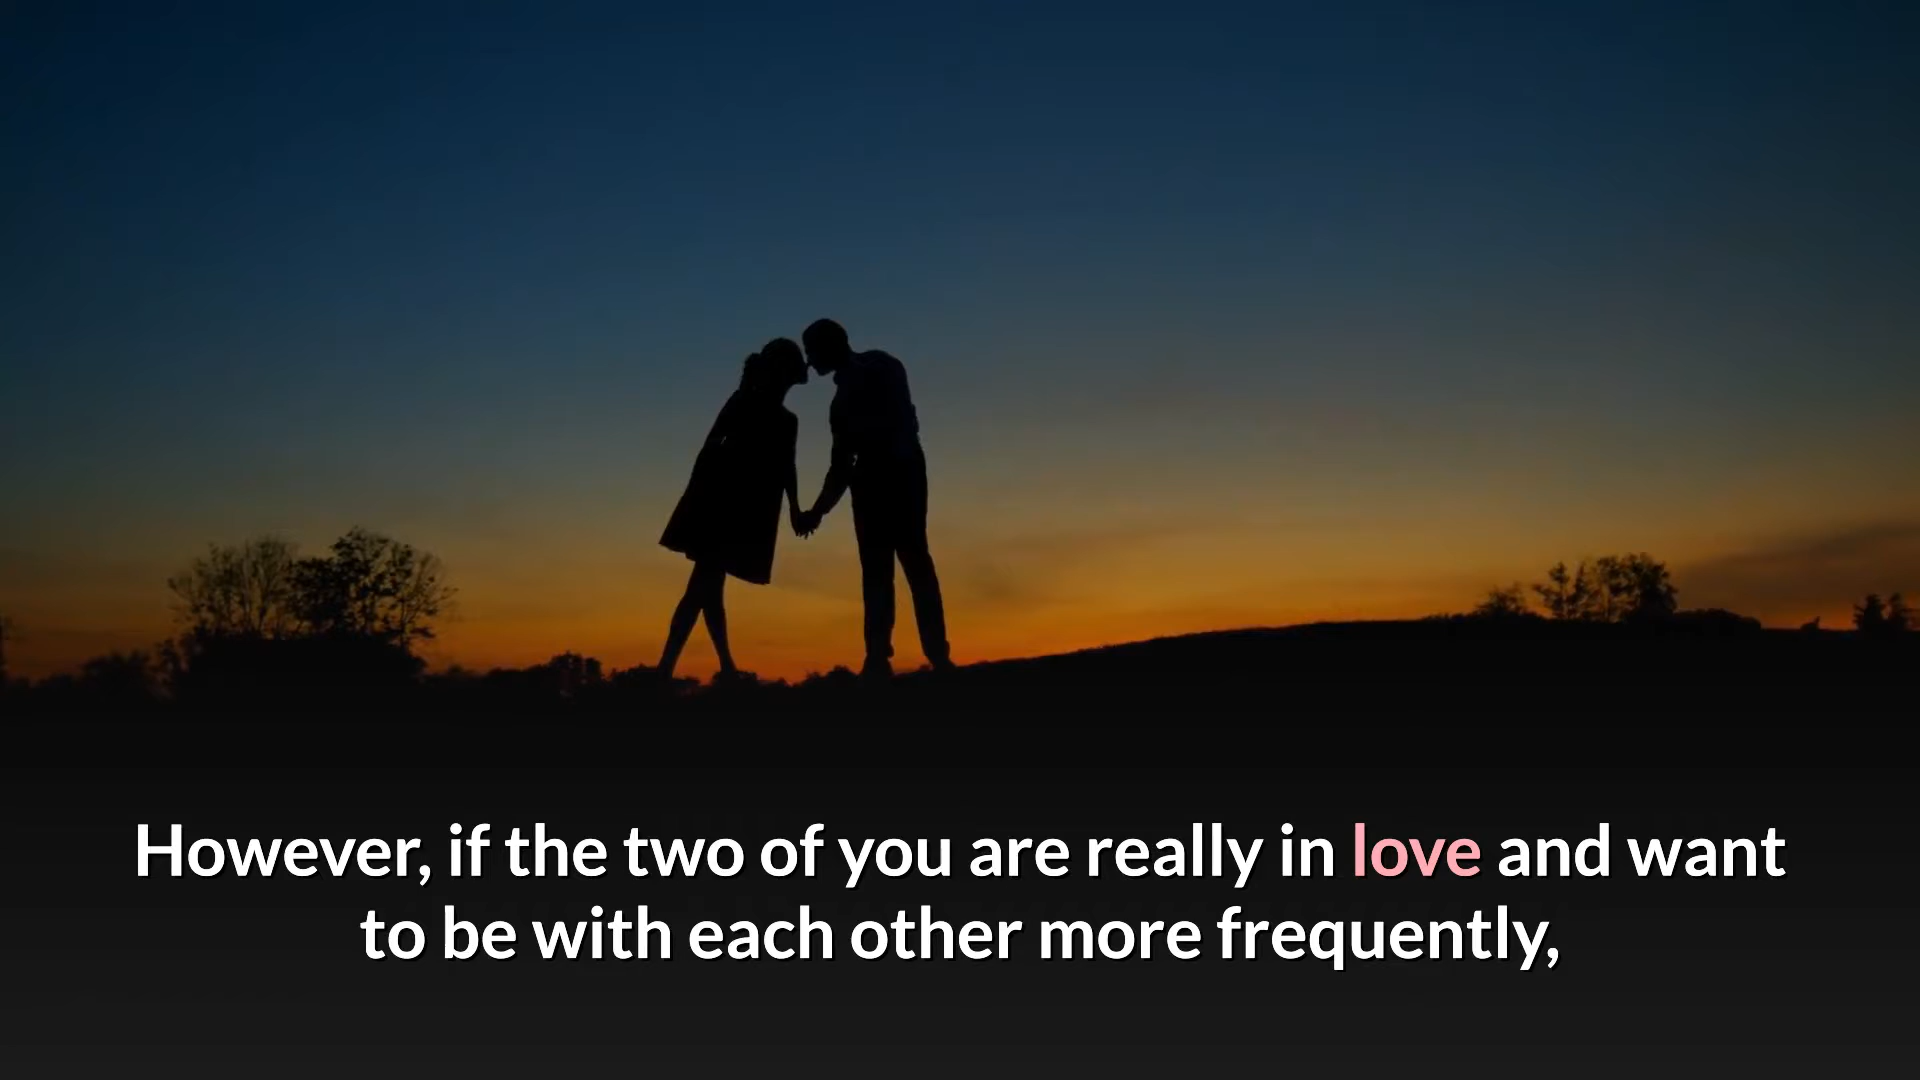 However, if the two of you are really in love and want
to be with each other more frequently,